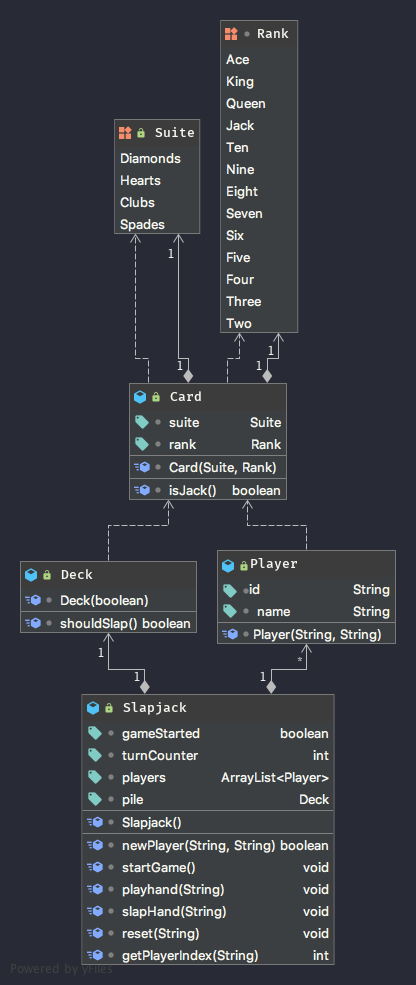 Rank
Ace
King
Queen
Jack
Ten
Nine
Eight
Seven
Six
Five
Four
Three
Two
Suite
Diamonds
Hearts
Clubs
Spades
1
1
1
1
Card
suite Suite
rank Rank
Card(Suite, Rank)
isJack() boolean
Deck
Deck(boolean)
shouldSlap() boolean
Player
id String
name String
Player(String, String)
1
*
1
1
Slapjack
gameStarted boolean
turnCounter int
players ArrayList<Player>
pile Deck
Slapjack()
newPlayer(String, String) boolean
startGame() void
playhand(String) void
slapHand(String) void
reset(String) void
getPlayerIndex(String) int
Powered by yFiles